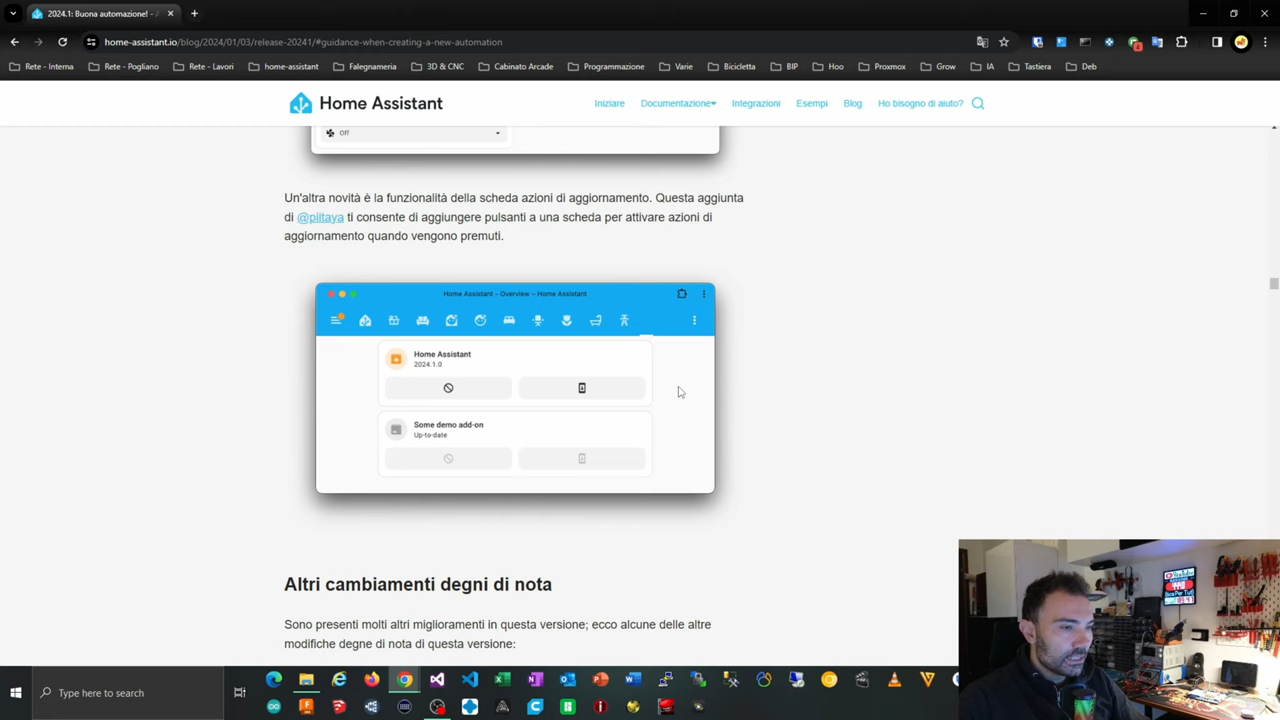 2024.1: Buona automazione! -
home-assistant.io/blog/2024/01/03/release-20241/#guidance-when-creating-a-new-automation
Rete - Interna
Rete - Pogliano
Rete - Lavori
home-assistant
Falegnameria
3D & CNC
Cabinato Arcade
Programmazione
Varie
Bicicletta
BIP
Hoo
Proxmox
Grow
IA
Tastiera
Deb
Home Assistant
Iniziare
Documentazione
Integrazioni
Esempi
Blog
Ho bisogno di aiuto?
Off
Un'altra novità è la funzionalità della scheda azioni di aggiornamento. Questa aggiunta
di @piitaya ti consente di aggiungere pulsanti a una scheda per attivare azioni di
aggiornamento quando vengono premuti.
Home Assistant – Overview – Home Assistant
Home Assistant
2024.1.0
Some demo add-on
Up-to-date
Altri cambiamenti degni di nota
Sono presenti molti altri miglioramenti in questa versione; ecco alcune delle altre
modifiche degne di nota di questa versione:
Type here to search